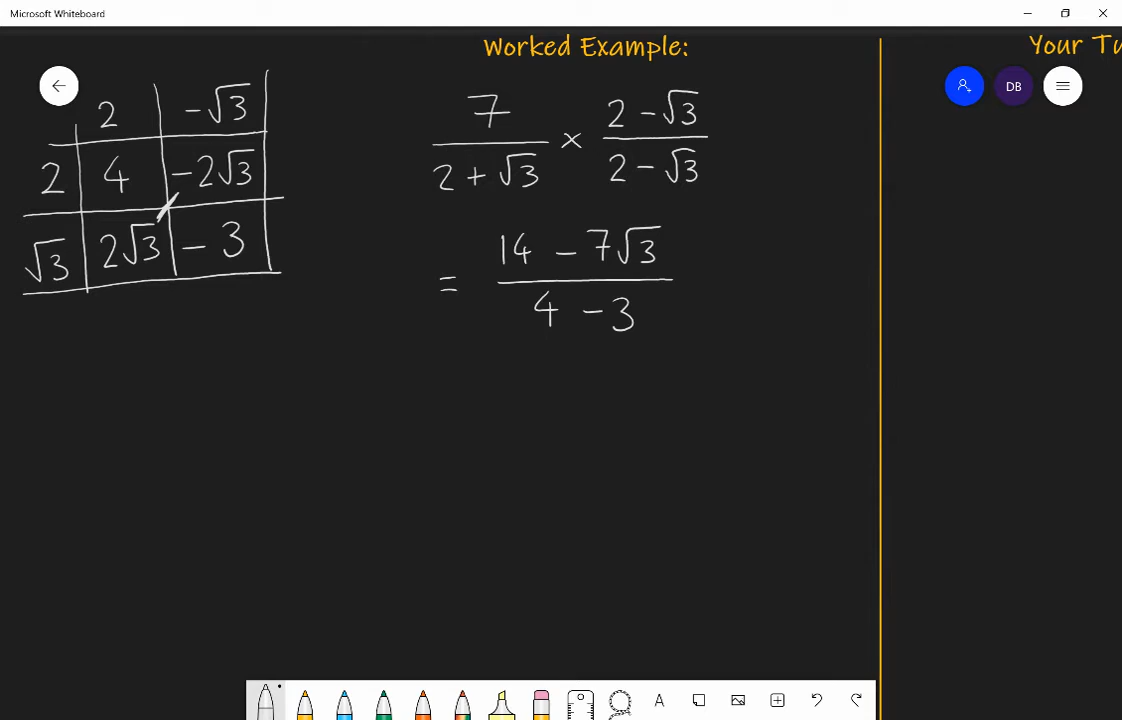 Microsoft Whiteboard
Worked Example:
Your Tu
DB
2 -√3
2 4 -2√3
√3 2√3 -3
7 2 - √3
× 
2 + √3 2 - √3
14 - 7√3
=
4 - 3
A